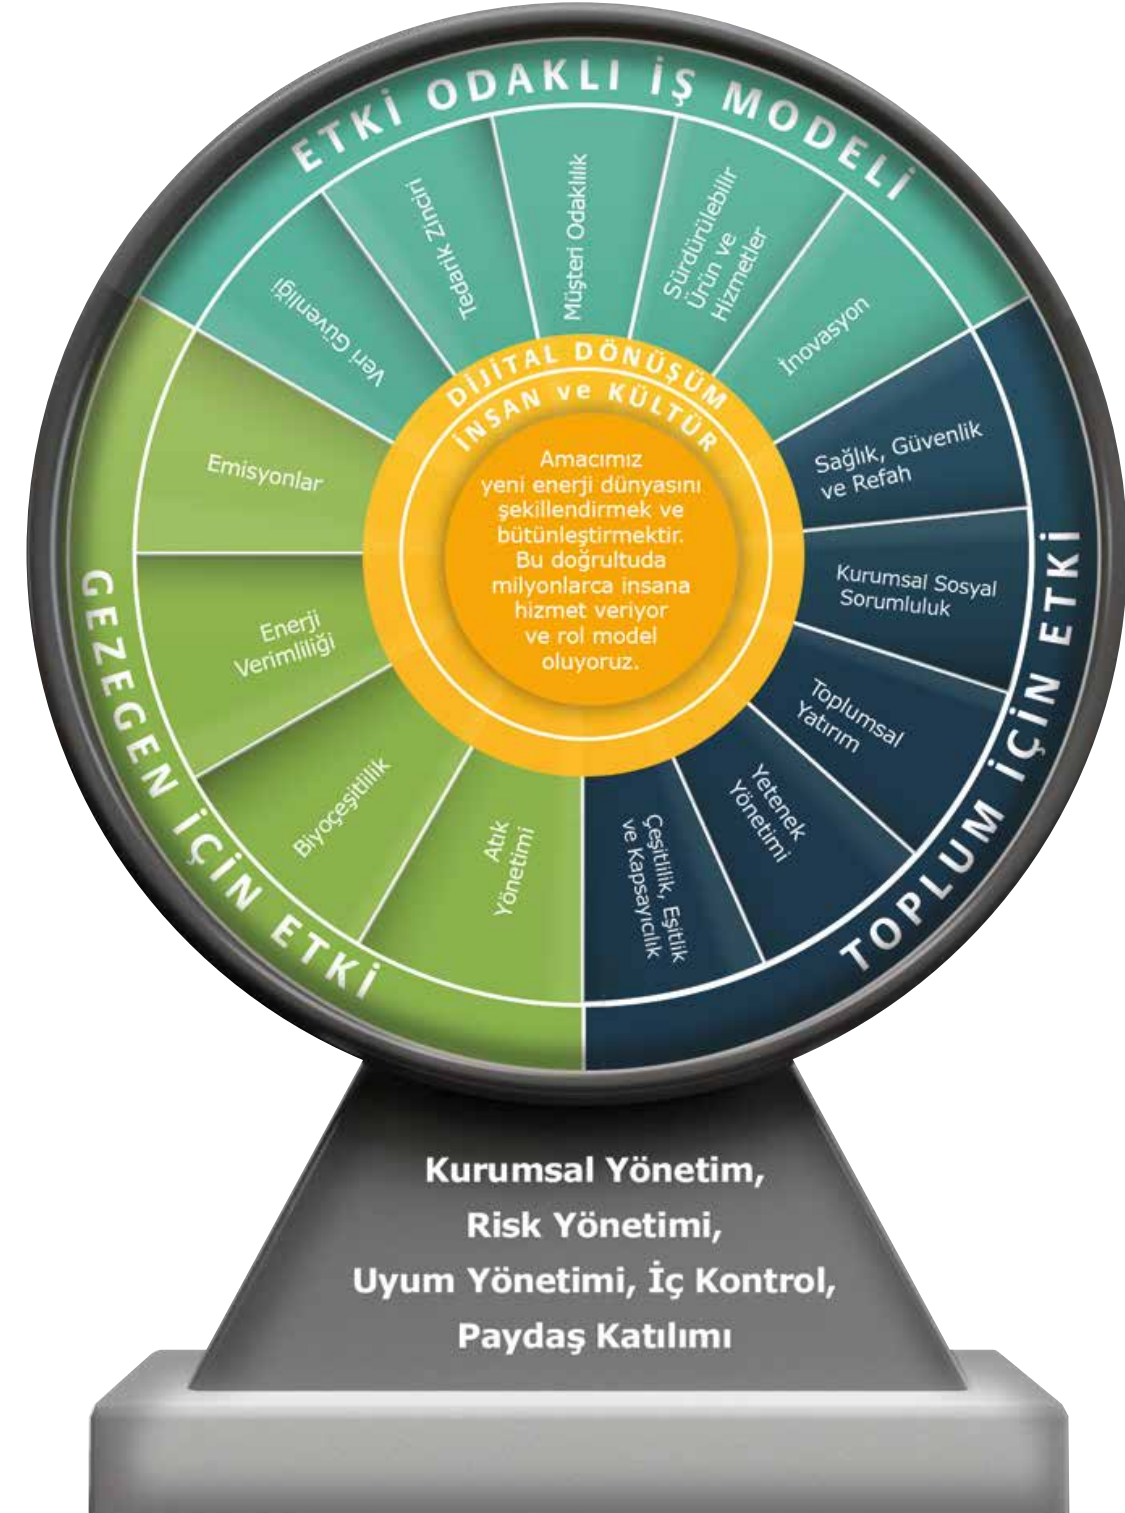 ETKİ ODAKLI İŞ MODELİ
Veri Güvenliği
Tedarik Zinciri
Müşteri Odaklılık
Sürdürülebilir
Ürün ve
Hizmetler
İnovasyon
TOPLUM İÇİN ETKİ
Sağlık, Güvenlik
ve Refah
Kurumsal Sosyal
Sorumluluk
Toplumsal
Yatırım
Yetenek
Yönetimi
Çeşitlilik, Eşitlik
ve Kapsayıcılık
GEZEGEN İÇİN ETKİ
Emisyonlar
Enerji
Verimliliği
Biyoçeşitlilik
Atık
Yönetimi
DİJİTAL DÖNÜŞÜM
İNSAN ve KÜLTÜR
Amacımız
yeni enerji dünyasını
şekillendirmek ve
bütünleştirmektir.
Bu doğrultuda
milyonlarca insana
hizmet veriyor
ve rol model
oluyoruz.
Kurumsal Yönetim,
Risk Yönetimi,
Uyum Yönetimi, İç Kontrol,
Paydaş Katılımı